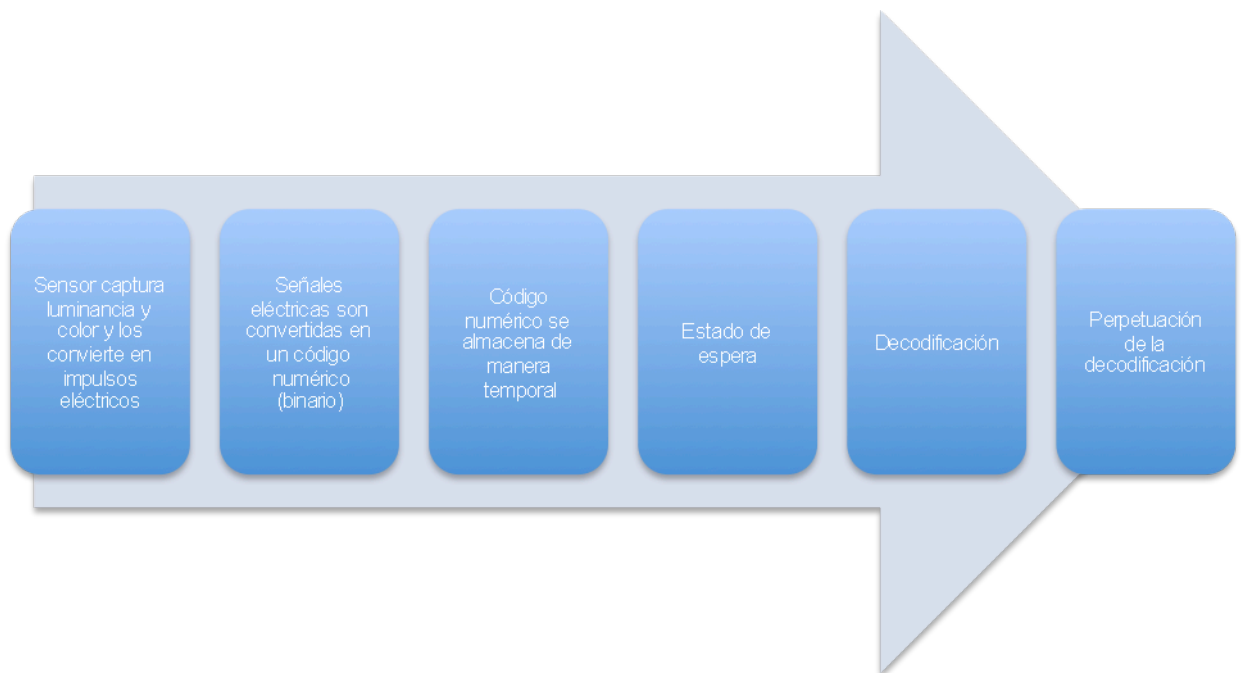 Sensor captura
luminancia y
color y los
convierte en
impulsos
eléctricos
Señales
eléctricas son
convertidas en
un código
numérico
(binario)
Código
numérico se
almacena de
manera
temporal
Estado de
espera
Decodificación
Perpetuación
de la
decodificación